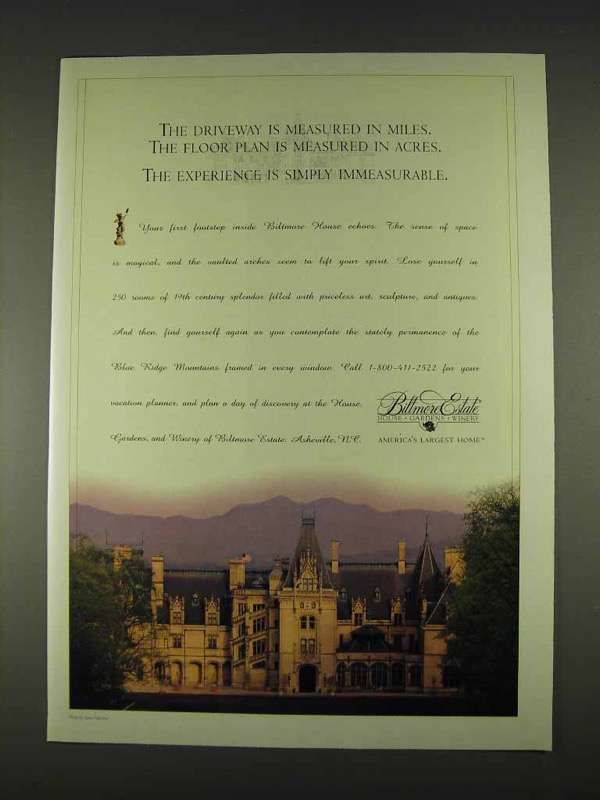 THE DRIVEWAY IS MEASURED IN MILES.
THE FLOOR PLAN IS MEASURED IN ACRES.
THE EXPERIENCE IS SIMPLY IMMEASURABLE.
Your first footstep inside Biltmore House echoes. The sense of space
is magical, and the vaulted arches seem to lift your spirit. Lose yourself in
250 rooms of 19th century splendor filled with priceless art, sculpture, and antiques.
And then, find yourself again as you contemplate the stately permanence of the
Blue Ridge Mountains framed in every window. Call 1-800-411-2522 for your
vacation planner, and plan a day of discovery at the House,
Gardens, and Winery of Biltmore Estate. Asheville, NC.
Biltmore Estate
HOUSE • GARDENS • WINERY
AMERICA'S LARGEST HOME™